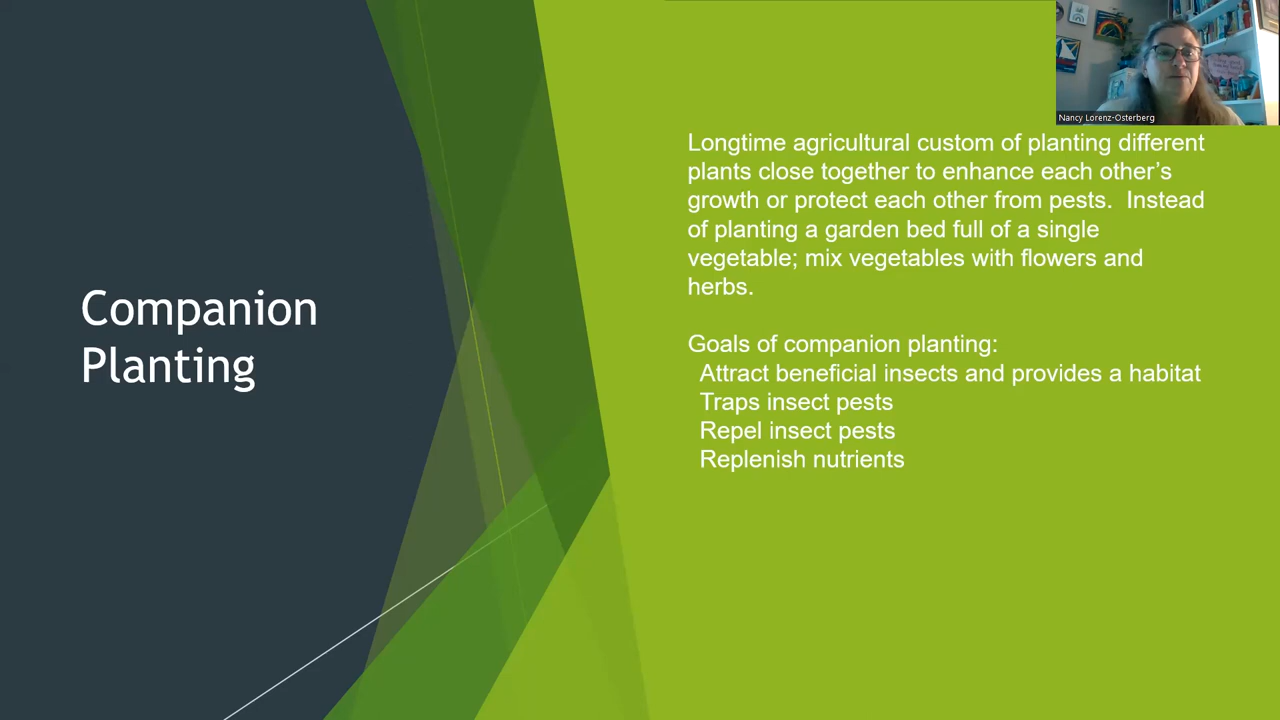 Nancy Lorenz-Osterberg
Companion
Planting
Longtime agricultural custom of planting different
plants close together to enhance each other’s
growth or protect each other from pests.  Instead
of planting a garden bed full of a single
vegetable; mix vegetables with flowers and
herbs.
Goals of companion planting:
Attract beneficial insects and provides a habitat
Traps insect pests
Repel insect pests
Replenish nutrients